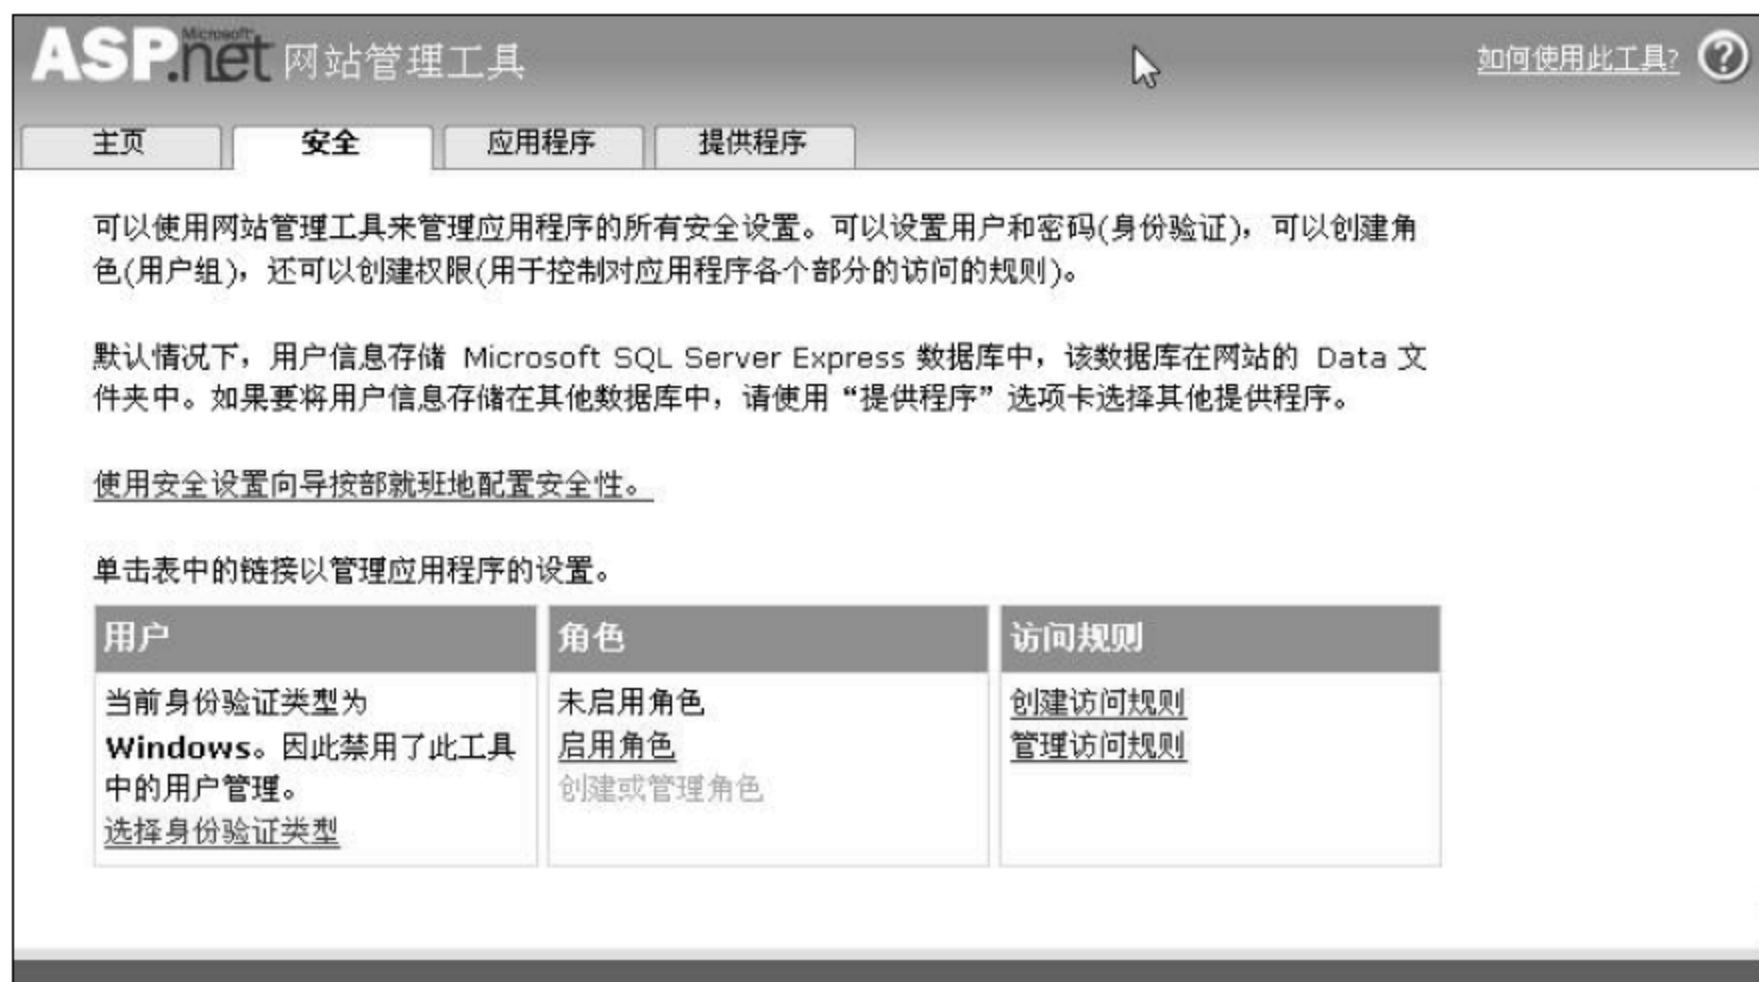 Microsoft
ASP.net 网站管理工具
如何使用此工具? ?
主页 安全 应用程序 提供程序
可以使用网站管理工具来管理应用程序的所有安全设置。可以设置用户和密码(身份验证)，可以创建角
色(用户组)，还可以创建权限(用于控制对应用程序各个部分的访问的规则)。
默认情况下，用户信息存储 Microsoft SQL Server Express 数据库中，该数据库在网站的 Data 文
件夹中。如果要将用户信息存储在其他数据库中，请使用“提供程序”选项卡选择其他提供程序。
使用安全设置向导按部就班地配置安全性。
单击表中的链接以管理应用程序的设置。
用户
当前身份验证类型为
Windows。因此禁用了此工具
中的用户管理。
选择身份验证类型
角色
未启用角色
启用角色
创建或管理角色
访问规则
创建访问规则
管理访问规则